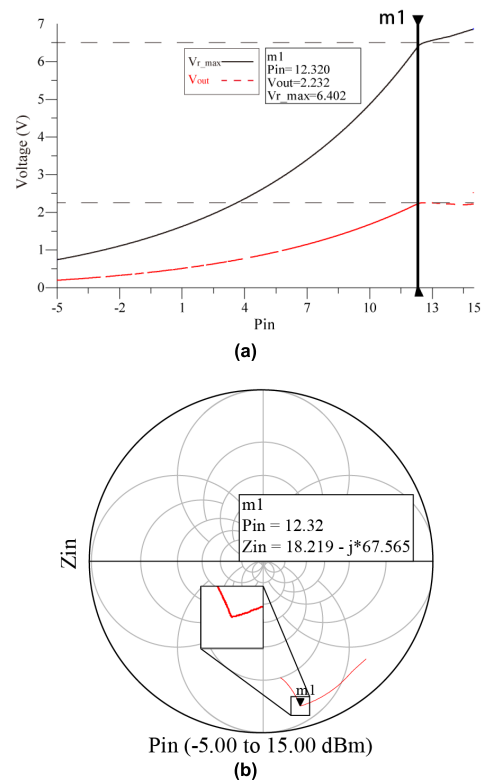 m1
7
6
5
4
3
2
1
0
Voltage (V)
Vr_max
Vout
m1
Pin= 12.320
Vout=2.232
Vr_max=6.402
-5
-2
1
4
7
10
13
15
Pin
(a)
Zin
m1
Pin = 12.32
Zin = 18.219 - j*67.565
m1
Pin (-5.00 to 15.00 dBm)
(b)